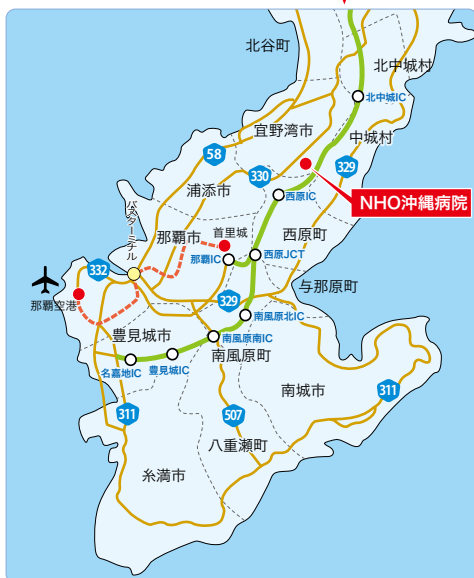 北谷町
北中城村
北中城IC
宜野湾市
中城村
58
329
330
浦添市
西原IC
NHO沖縄病院
バスターミナル
那覇市
首里城
西原町
那覇IC
西原JCT
332
与那原町
那覇空港
329
南風原北IC
豊見城市
南風原南IC
南風原町
名嘉地IC
豊見城IC
南城市
311
311
507
八重瀬町
糸満市